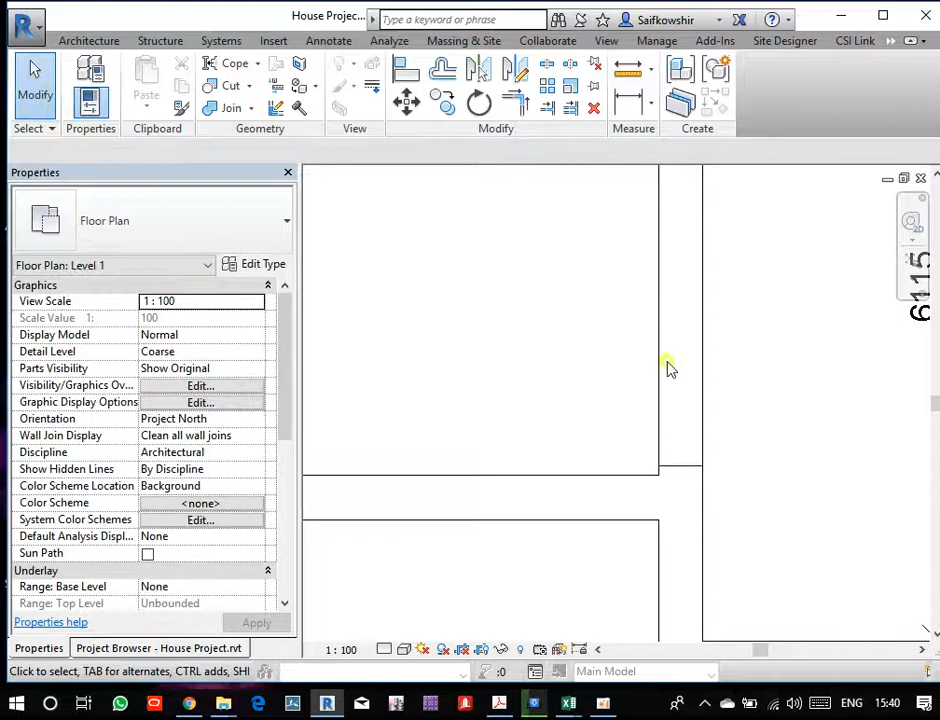 House Projec... Type a keyword or phrase Saifkowshir
Architecture Structure Systems Insert Annotate Analyze Massing & Site Collaborate View Manage Add-Ins Site Designer CSI Link
Modify Paste Cope Cut Join
Select Properties Clipboard Geometry View Modify Measure Create
Properties
Floor Plan
Floor Plan: Level 1 Edit Type
Graphics
View Scale 1 : 100
Scale Value 1: 100
Display Model Normal
Detail Level Coarse
Parts Visibility Show Original
Visibility/Graphics Ov... Edit...
Graphic Display Options Edit...
Orientation Project North
Wall Join Display Clean all wall joins
Discipline Architectural
Show Hidden Lines By Discipline
Color Scheme Location Background
Color Scheme <none>
System Color Schemes Edit...
Default Analysis Displ... None
Sun Path
Underlay
Range: Base Level None
Range: Top Level Unbounded
Properties help Apply
Properties Project Browser - House Project.rvt
1 : 100
Click to select, TAB for alternates, CTRL adds, SHI :0 Main Model
2D
6115
ENG 15:40